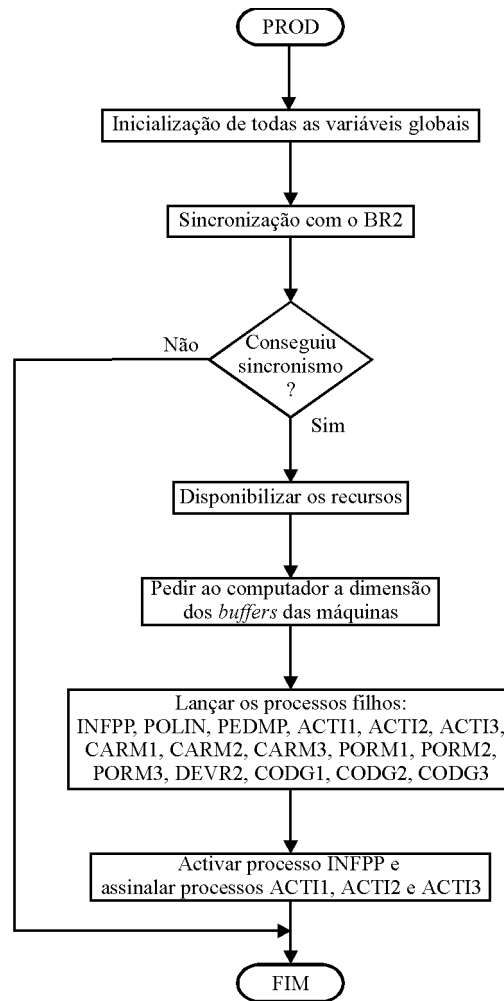 PROD
Inicialização de todas as variáveis globais
Sincronização com o BR2
Não
Conseguiu
sincronismo
?
Sim
Disponibilizar os recursos
Pedir ao computador a dimensão
dos buffers das máquinas
Lançar os processos filhos:
INFPP, POLIN, PEDMP, ACTI1, ACTI2, ACTI3,
CARM1, CARM2, CARM3, PORM1, PORM2,
PORM3, DEVR2, CODG1, CODG2, CODG3
Activar processo INFPP e
assinalar processos ACTI1, ACTI2 e ACTI3
FIM